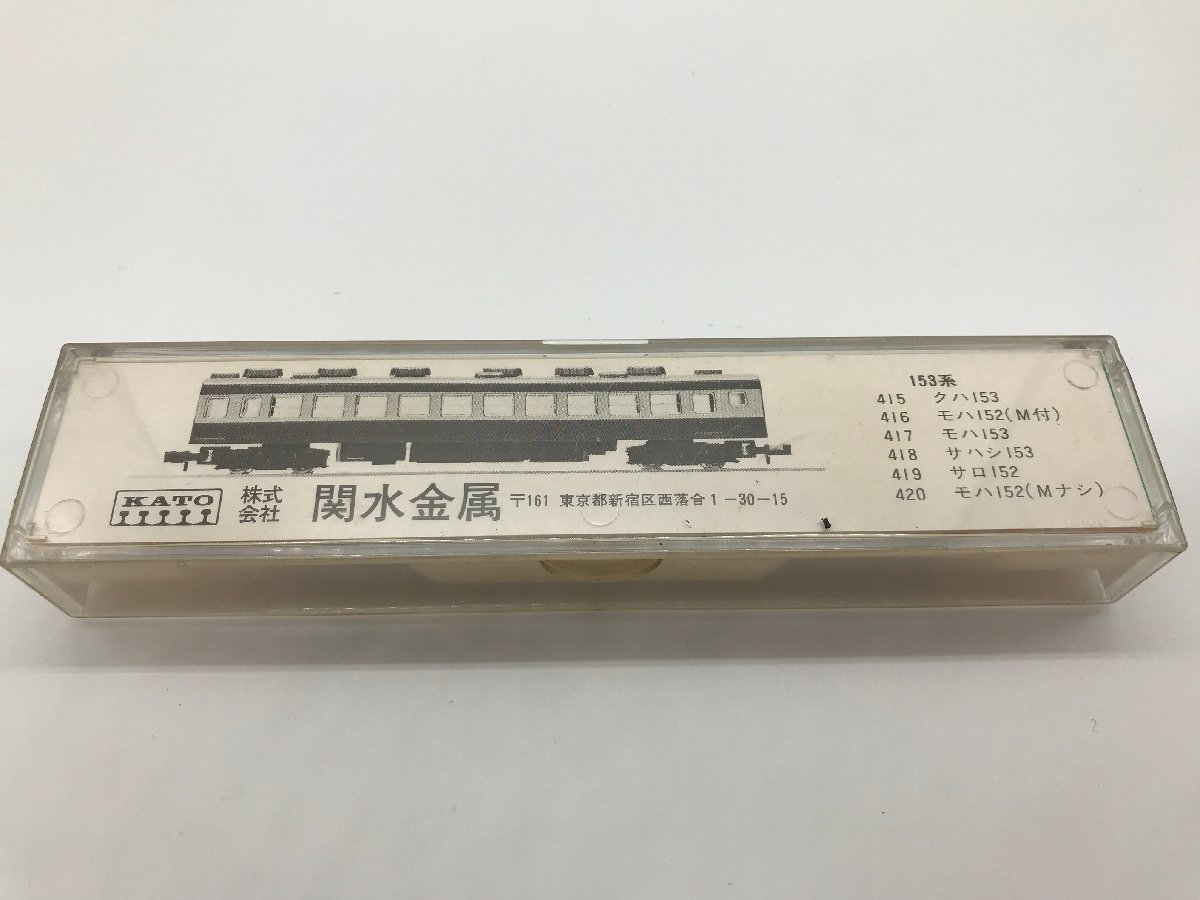 KATO
株式会社
関水金属
〒161 東京都新宿区西落合1-30-15
153系
415 クハ153
416 モハ152(M付)
417 モハ153
418 サハシ153
419 サロ152
420 モハ152(Mナシ)